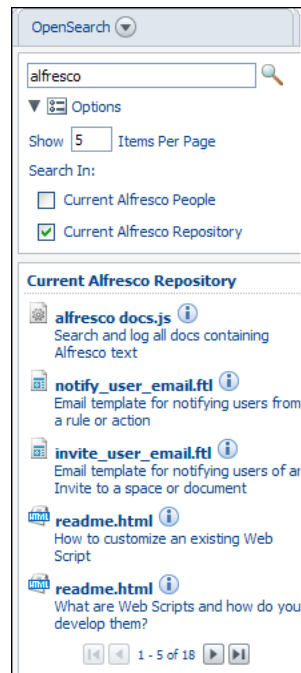 OpenSearch
alfresco
Options
Show 5 Items Per Page
Search In:
Current Alfresco People
Current Alfresco Repository
Current Alfresco Repository
alfresco docs.js
Search and log all docs containing
Alfresco text
notify_user_email.ftl
Email template for notifying users from
a rule or action
invite_user_email.ftl
Email template for notifying users of an
Invite to a space or document
HTML readme.html
How to customize an existing Web
Script
HTML readme.html
What are Web Scripts and how do you
develop them?
1 - 5 of 18